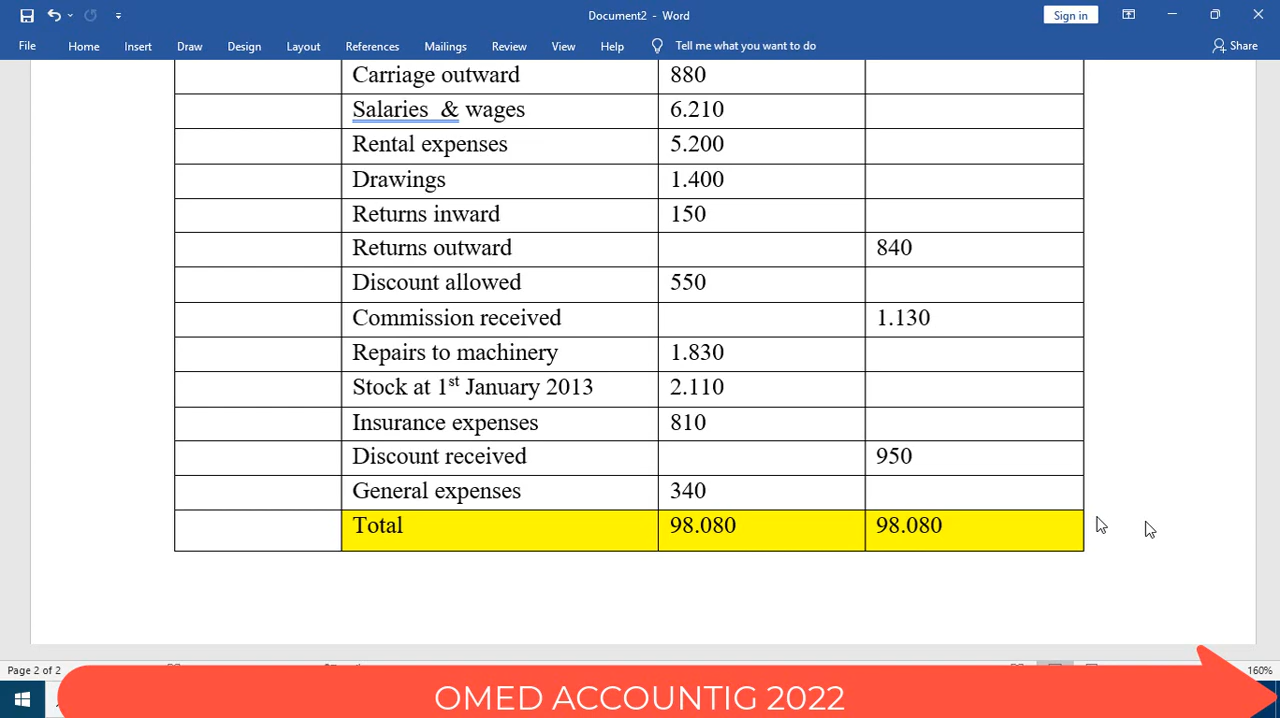 Document2 - Word
Sign in
File Home Insert Draw Design Layout References Mailings Review View Help Tell me what you want to do Share
Carriage outward 880
Salaries & wages 6.210
Rental expenses 5.200
Drawings 1.400
Returns inward 150
Returns outward 840
Discount allowed 550
Commission received 1.130
Repairs to machinery 1.830
Stock at 1st January 2013 2.110
Insurance expenses 810
Discount received 950
General expenses 340
Total 98.080 98.080
Page 2 of 2 160%
OMED ACCOUNTIG 2022